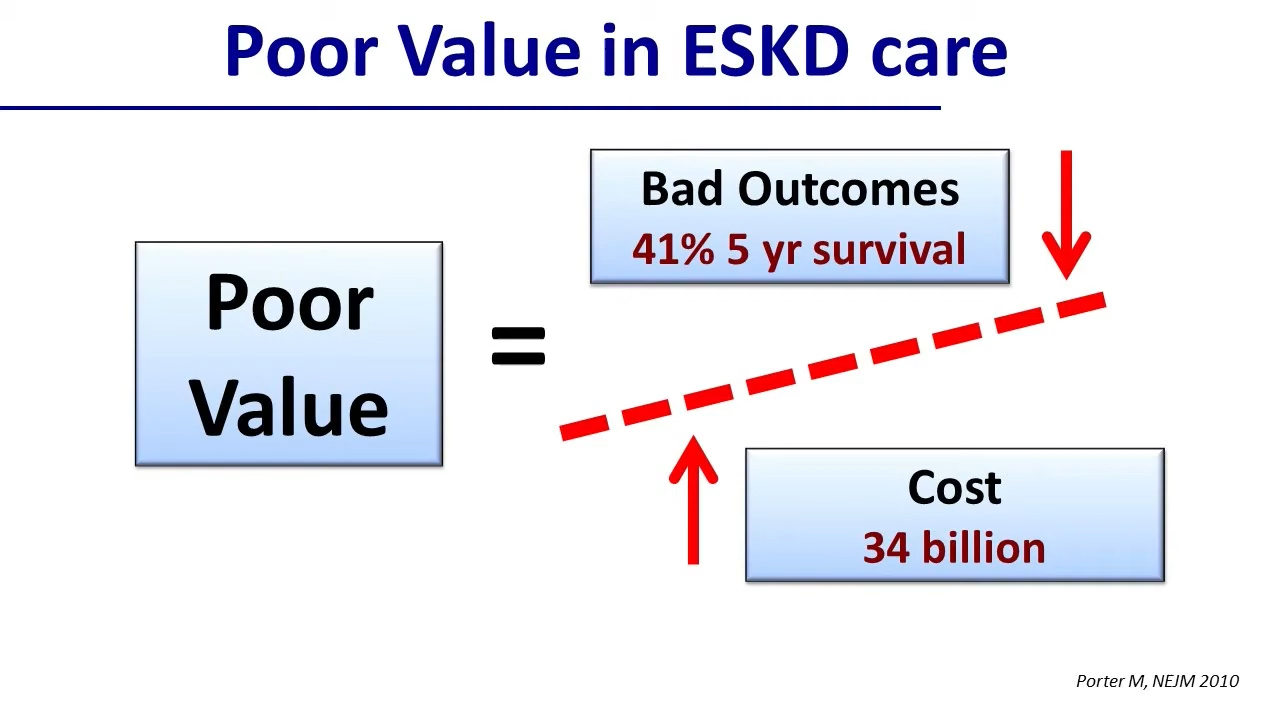 Poor Value in ESKD care
Bad Outcomes
41% 5 yr survival
Poor
Value
=
Cost
34 billion
Porter M, NEJM 2010